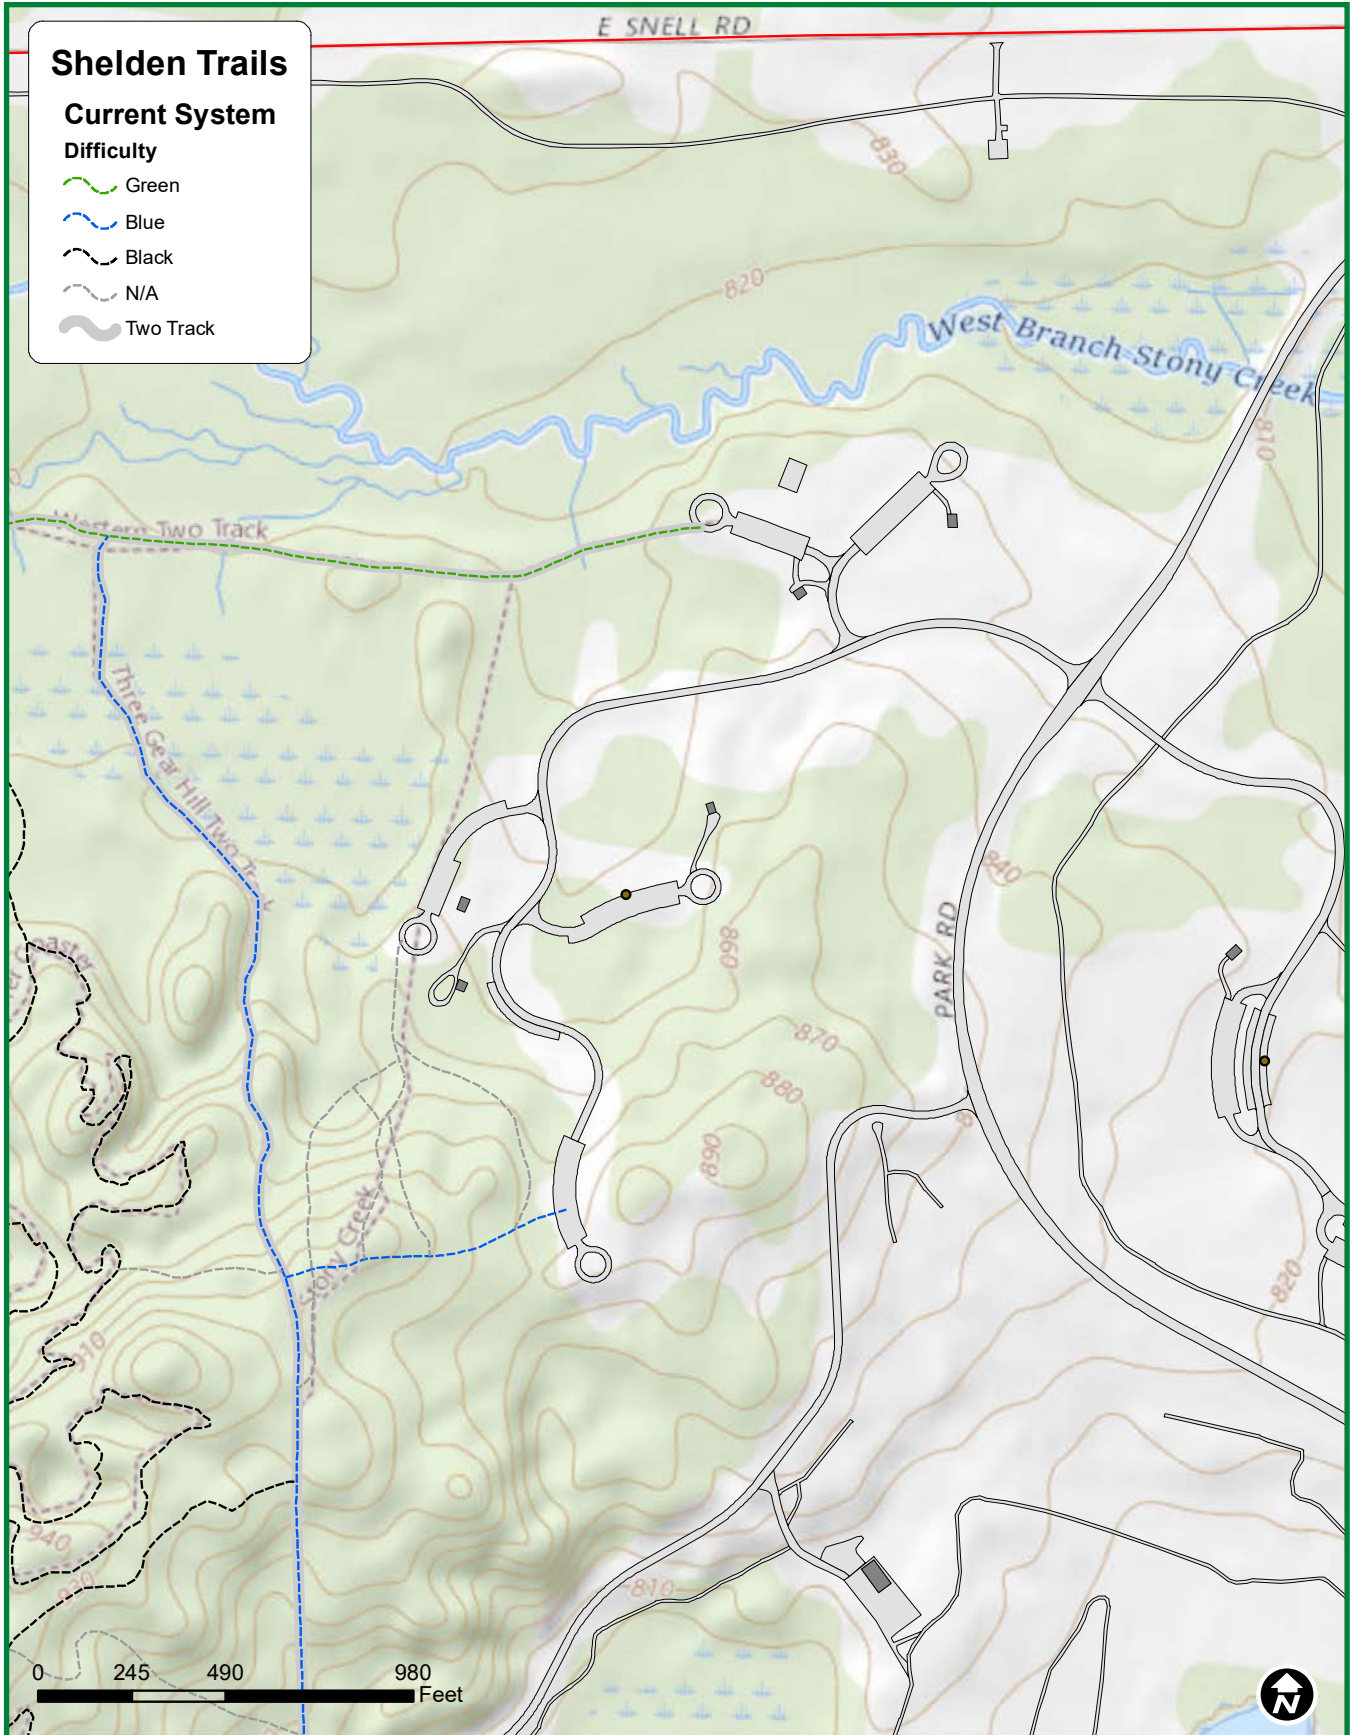 E SNELL RD
Shelden Trails
Current System
Difficulty
Green
Blue
Black
N/A
Two Track
830
820
West Branch Stony Creek
810
Western Two Track
Three Gear Hill Two Tr
840
PARK RD
860
870
880
890
Stony Creek
820
910
940
930
810
0 245 490 980
Feet
N